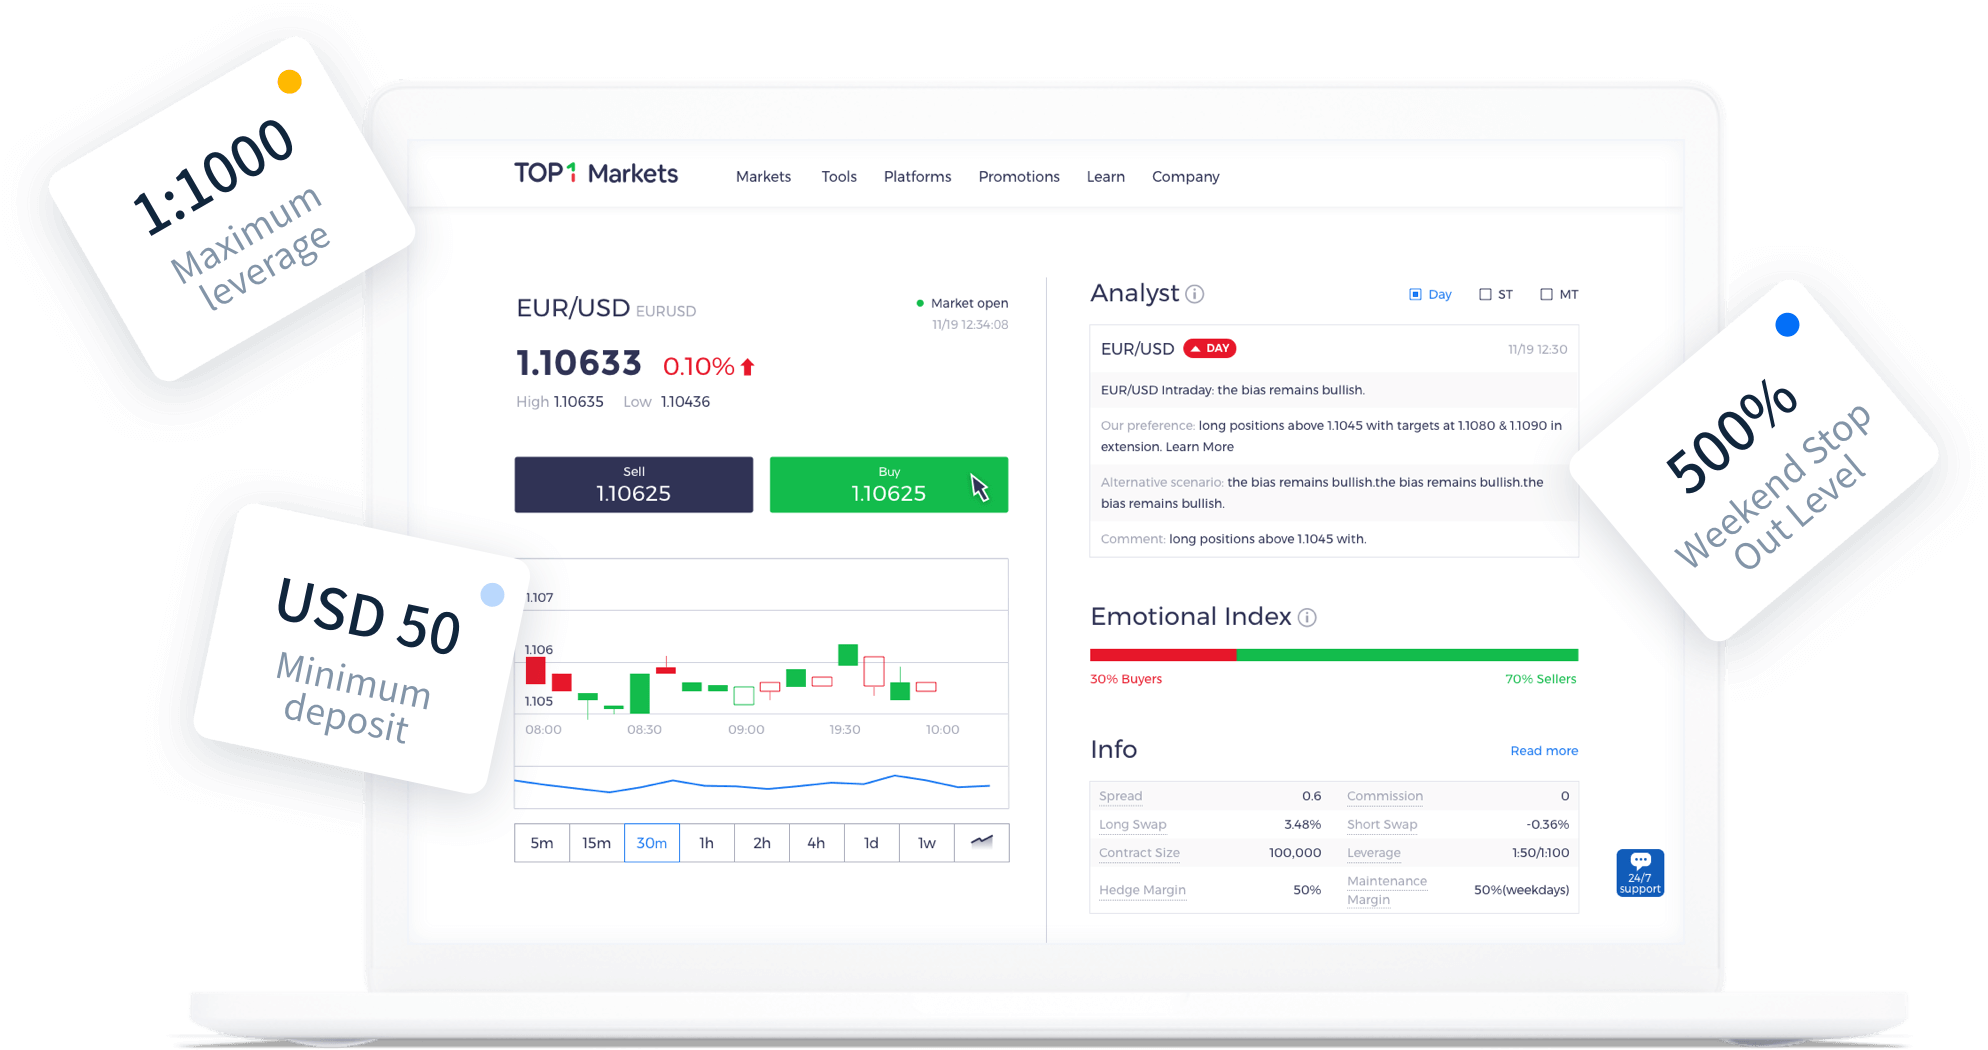 1:1000
Maximum
leverage
TOP1 Markets
Markets Tools Platforms Promotions Learn Company
EUR/USD EURUSD
Market open
11/19 12:34:08
1.10633 0.10%
High 1.10635 Low 1.10436
Sell
1.10625
Buy
1.10625
USD 50
Minimum
deposit
1.107
1.106
1.105
08:00 08:30 09:00 19:30 10:00
5m 15m 30m 1h 2h 4h 1d 1w
Analyst
Day ST MT
EUR/USD DAY 11/19 12:30
EUR/USD Intraday: the bias remains bullish.
Our preference: long positions above 1.1045 with targets at 1.1080 & 1.1090 in
extension. Learn More
Alternative scenario: the bias remains bullish.the bias remains bullish.the
bias remains bullish.
Comment: long positions above 1.1045 with.
500%
Weekend Stop
Out Level
Emotional Index
30% Buyers 70% Sellers
Info Read more
Spread 0.6 Commission 0
Long Swap 3.48% Short Swap -0.36%
Contract Size 100,000 Leverage 1:50/1:100
Hedge Margin 50% Maintenance
Margin 50%(weekdays)
24/7
support